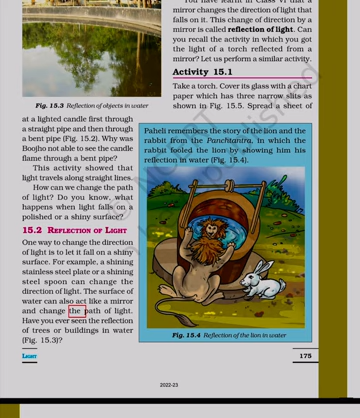 You have learnt in Class VI that a
mirror changes the direction of light that
falls on it. This change of direction by a
mirror is called reflection of light. Can
you recall the activity in which you got
the light of a torch reflected from a
mirror? Let us perform a similar activity.
Activity 15.1
Take a torch. Cover its glass with a chart
paper which has three narrow slits as
shown in Fig. 15.5. Spread a sheet of
Fig. 15.3 Reflection of objects in water
at a lighted candle first through
a straight pipe and then through
a bent pipe (Fig. 15.2). Why was
Boojho not able to see the candle
flame through a bent pipe?
This activity showed that
light travels along straight lines.
How can we change the path
of light? Do you know, what
happens when light falls on a
polished or a shiny surface?
15.2 REFLECTION OF LIGHT
One way to change the direction
of light is to let it fall on a shiny
surface. For example, a shining
stainless steel plate or a shining
steel spoon can change the
direction of light. The surface of
water can also act like a mirror
and change the path of light.
Have you ever seen the reflection
of trees or buildings in water
(Fig. 15.3)?
Paheli remembers the story of the lion and the
rabbit from the Panchtantra, in which the
rabbit fooled the lion by showing him his
reflection in water (Fig. 15.4).
Fig. 15.4 Reflection of the lion in water
LIGHT
175
2022-23